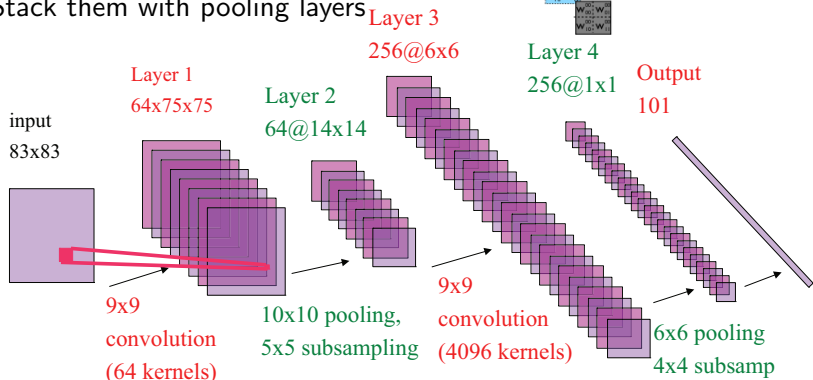 Stack them with pooling layers
input
83x83
Layer 1
64x75x75
Layer 2
64@14x14
Layer 3
256@6x6
Layer 4
256@1x1
Output
101
9x9
convolution
(64 kernels)
10x10 pooling,
5x5 subsampling
9x9
convolution
(4096 kernels)
6x6 pooling
4x4 subsamp